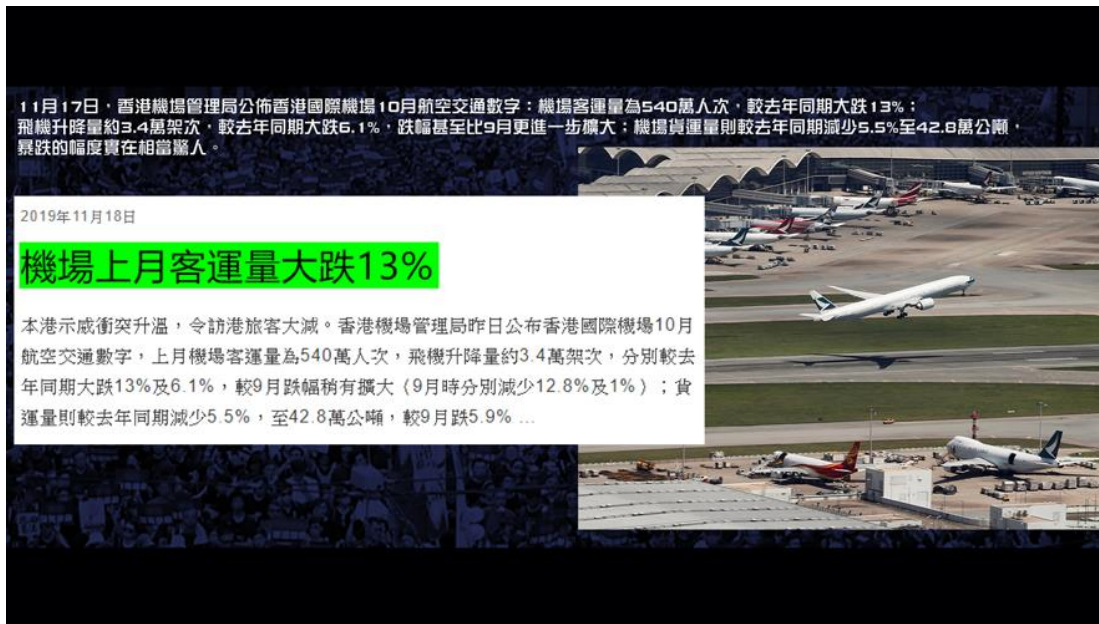 11月17日，香港機場管理局公佈香港國際機場10月航空交通數字：機場客運量為540萬人次，較去年同期大跌13%；
飛機升降量約3.4萬架次，較去年同期大跌6.1%，跌幅甚至比9月更進一步擴大；機場貨運量則較去年同期減少5.5%至42.8萬公噸，
暴跌的幅度實在相當驚人。
2019年11月18日
機場上月客運量大跌13%
本港示威衝突升溫，令訪港旅客大減。香港機場管理局昨日公布香港國際機場10月
航空交通數字，上月機場客運量為540萬人次，飛機升降量約3.4萬架次，分別較去
年同期大跌13%及6.1%，較9月跌幅稍有擴大（9月時分別減少12.8%及1%）；貨
運量則較去年同期減少5.5%，至42.8萬公噸，較9月跌5.9% ...